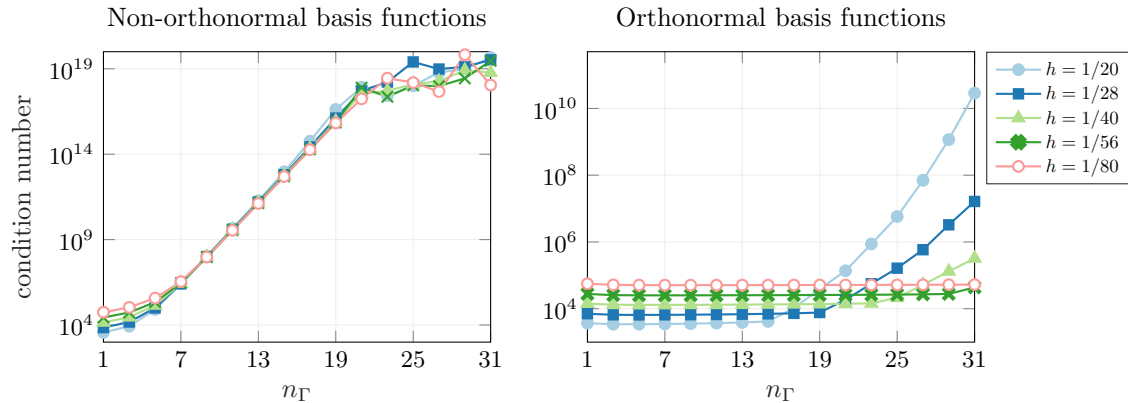 Non-orthonormal basis functions
condition number
10^19
10^14
10^9
10^4
1 7 13 19 25 31
n_Γ
Orthonormal basis functions
10^10
10^8
10^6
10^4
1 7 13 19 25 31
n_Γ
h = 1/20
h = 1/28
h = 1/40
h = 1/56
h = 1/80